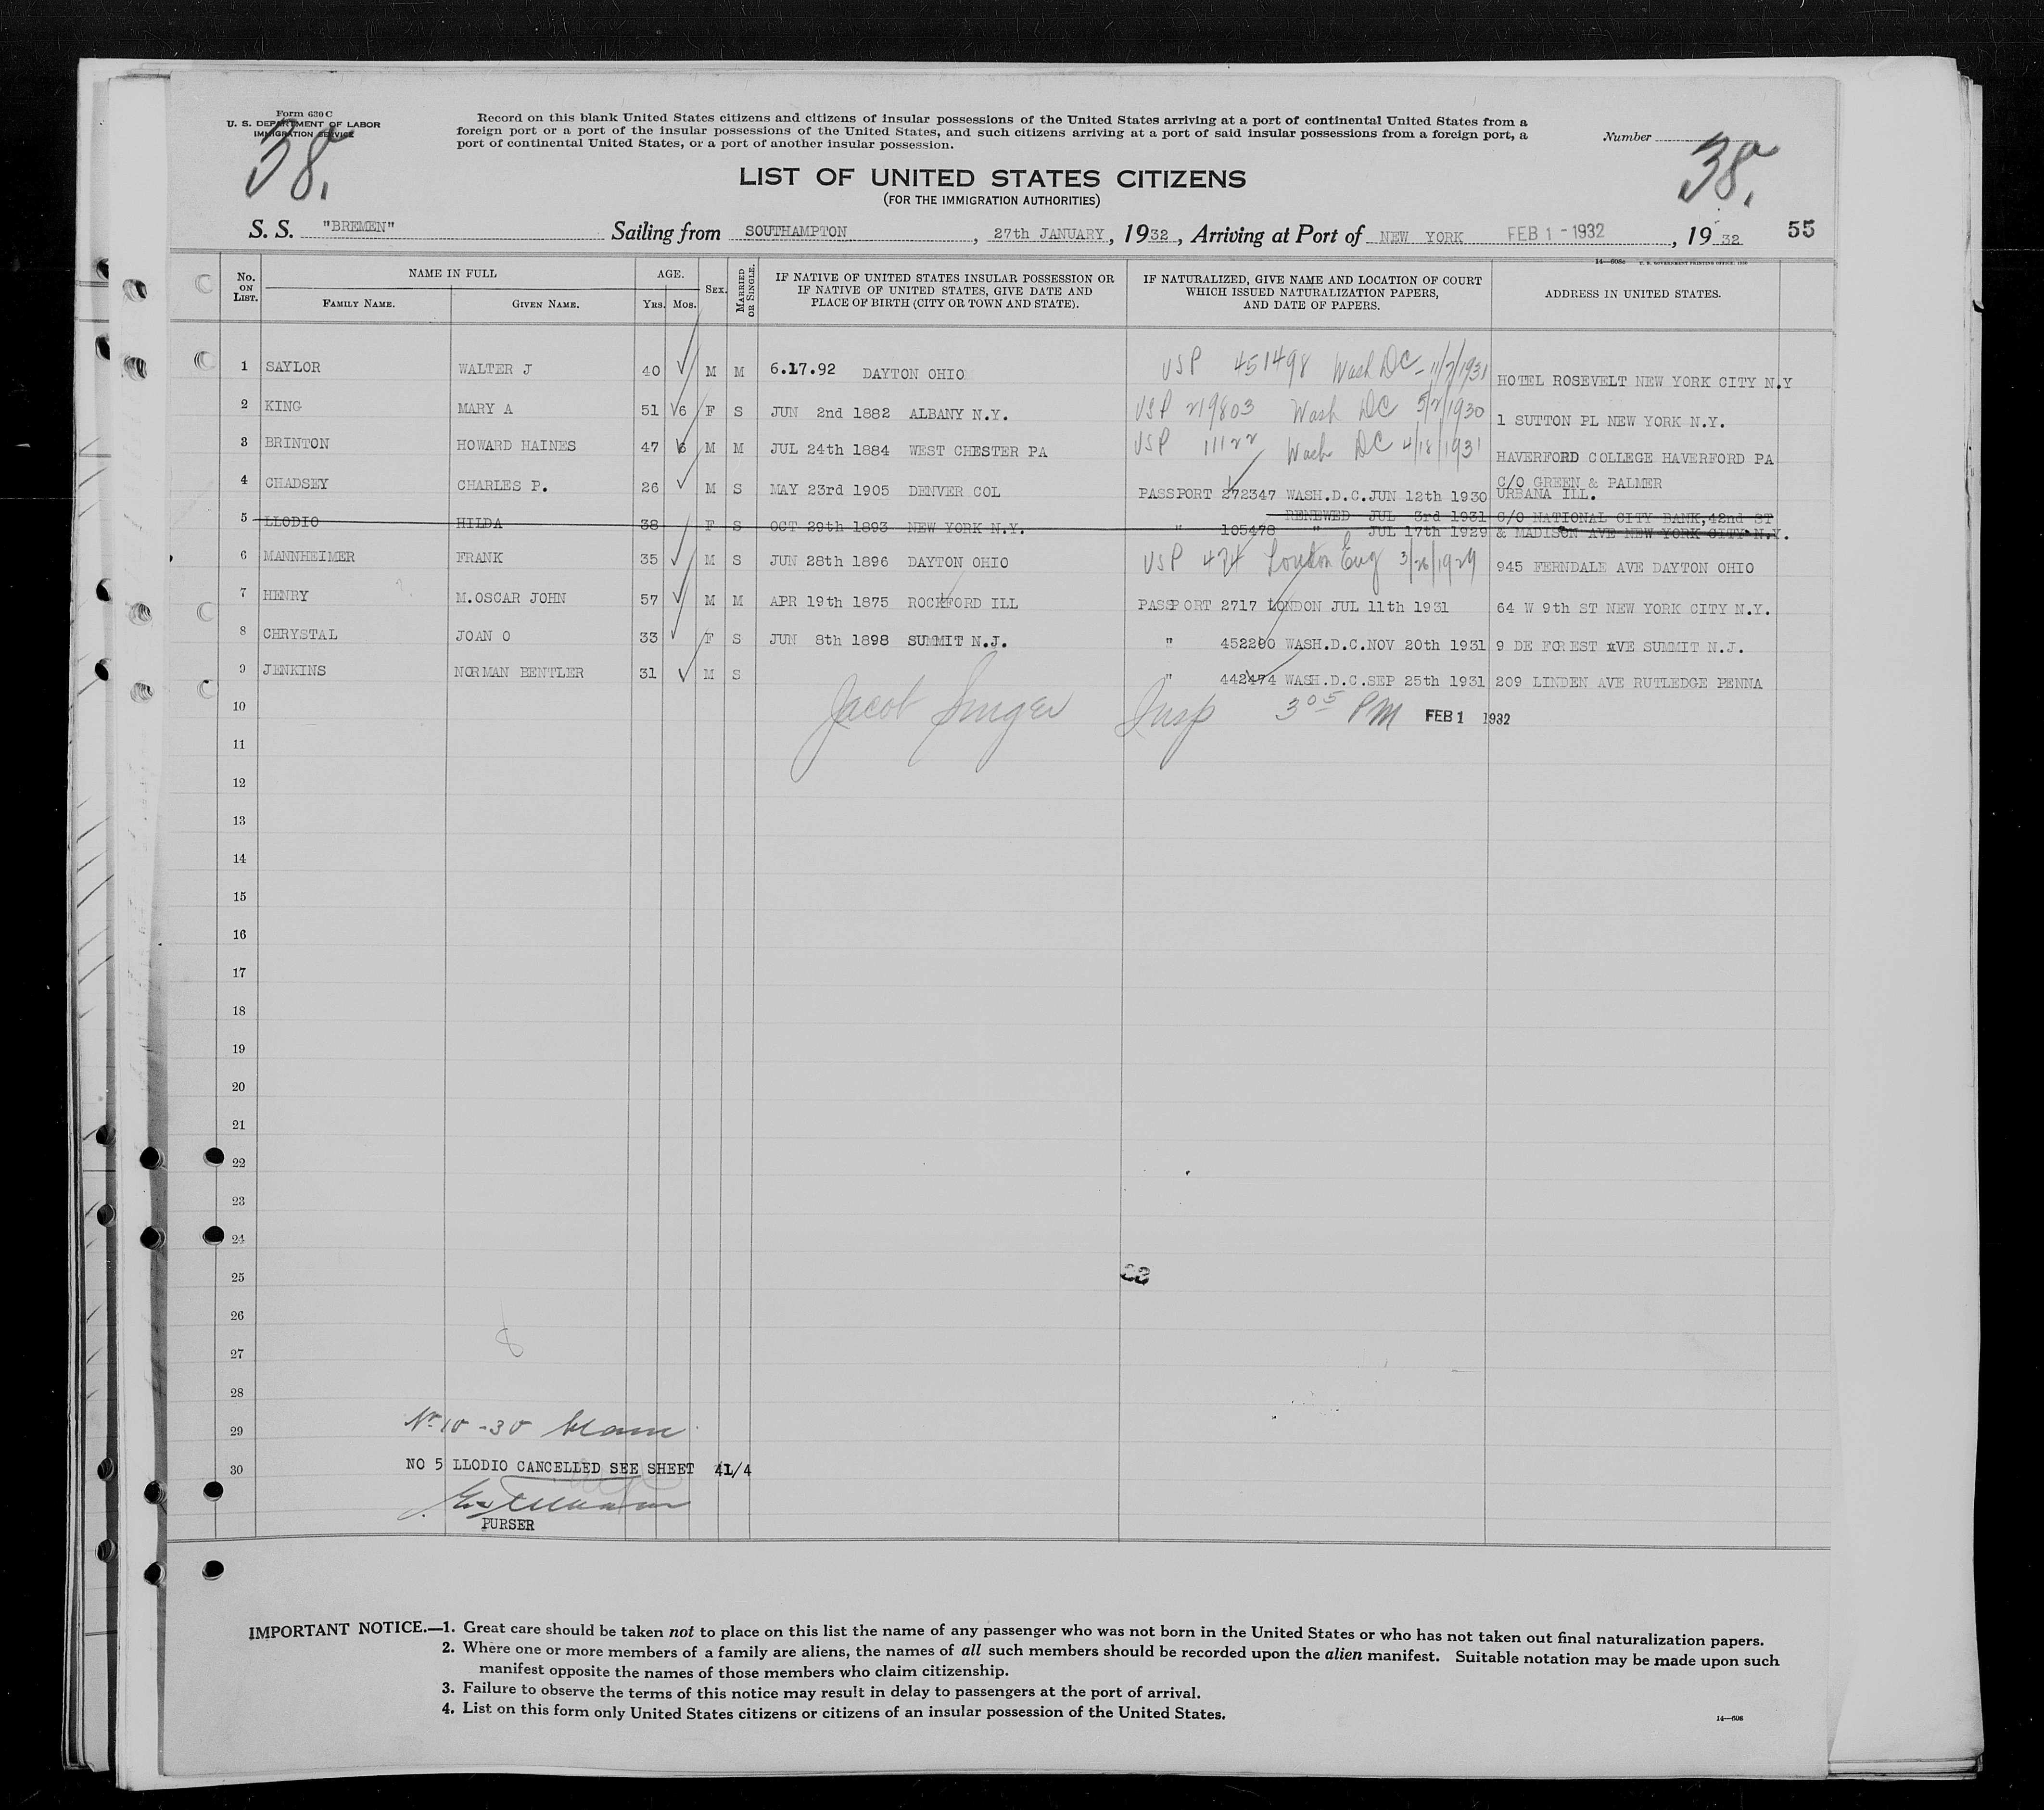 Form 630 C
U. S. DEPARTMENT OF LABOR
IMMIGRATION SERVICE
38.
Record on this blank United States citizens and citizens of insular possessions of the United States arriving at a port of continental United States from a
foreign port or a port of the insular possessions of the United States, and such citizens arriving at a port of said insular possessions from a foreign port, a
port of continental United States, or a port of another insular possession.
Number
38.
LIST OF UNITED STATES CITIZENS
(FOR THE IMMIGRATION AUTHORITIES)
S. S. "BREMEN" Sailing from SOUTHAMPTON, 27th JANUARY, 1932, Arriving at Port of NEW YORK FEB 1 - 1932, 19 32 55
No. ON LIST. NAME IN FULL FAMILY NAME. GIVEN NAME. AGE. YRS. MOS. SEX. MARRIED OR SINGLE. IF NATIVE OF UNITED STATES INSULAR POSSESSION OR IF NATIVE OF UNITED STATES, GIVE DATE AND PLACE OF BIRTH (CITY OR TOWN AND STATE). IF NATURALIZED, GIVE NAME AND LOCATION OF COURT WHICH ISSUED NATURALIZATION PAPERS, AND DATE OF PAPERS. ADDRESS IN UNITED STATES.
1 SAYLOR WALTER J 40 M M 6.17.92 DAYTON OHIO USP 451498 Wash DC - 11/7/1931 HOTEL ROSEVELT NEW YORK CITY N.Y
2 KING MARY A 51 6 F S JUN 2nd 1882 ALBANY N.Y. USP 219803 Wash DC 5/2/1930 1 SUTTON PL NEW YORK N.Y.
3 BRINTON HOWARD HAINES 47 6 M M JUL 24th 1884 WEST CHESTER PA USP 11122 Wash DC 4/18/1931 HAVERFORD COLLEGE HAVERFORD PA
4 CHADSEY CHARLES P. 26 M S MAY 23rd 1905 DENVER COL PASSPORT 272347 WASH.D.C.JUN 12th 1930 C/O GREEN & PALMER URBANA ILL.
RENEWED JUL 3rd 1931 C/O NATIONAL CITY BANK,42nd ST
5 LLODIO HILDA 38 F S OCT 29th 1893 NEW YORK N.Y. " 105478 " JUL 17th 1929 & MADISON AVE NEW YORK CITY N.Y.
6 MANNHEIMER FRANK 35 M S JUN 28th 1896 DAYTON OHIO USP 474 London Eng 3/26/1929 945 FERNDALE AVE DAYTON OHIO
7 HENRY M.OSCAR JOHN 57 M M APR 19th 1875 ROCKFORD ILL PASSPORT 2717 LONDON JUL 11th 1931 64 W 9th ST NEW YORK CITY N.Y.
8 CHRYSTAL JOAN O 33 F S JUN 8th 1898 SUMMIT N.J. " 452200 WASH.D.C.NOV 20th 1931 9 DE FOREST AVE SUMMIT N.J.
9 JENKINS NORMAN BENTLER 31 M S " 442474 WASH.D.C.SEP 25th 1931 209 LINDEN AVE RUTLEDGE PENNA
10 Jacob Singer Insp 3 05 PM FEB 1 1932
11
12
13
14
15
16
17
18
19
20
21
22
23
24
25
26
27
28
29 No 10 - 30
30 NO 5 LLODIO CANCELLED SEE SHEET 41/4
PURSER
IMPORTANT NOTICE.—1. Great care should be taken not to place on this list the name of any passenger who was not born in the United States or who has not taken out final naturalization papers.
2. Where one or more members of a family are aliens, the names of all such members should be recorded upon the alien manifest. Suitable notation may be made upon such
manifest opposite the names of those members who claim citizenship.
3. Failure to observe the terms of this notice may result in delay to passengers at the port of arrival.
4. List on this form only United States citizens or citizens of an insular possession of the United States.
14—608